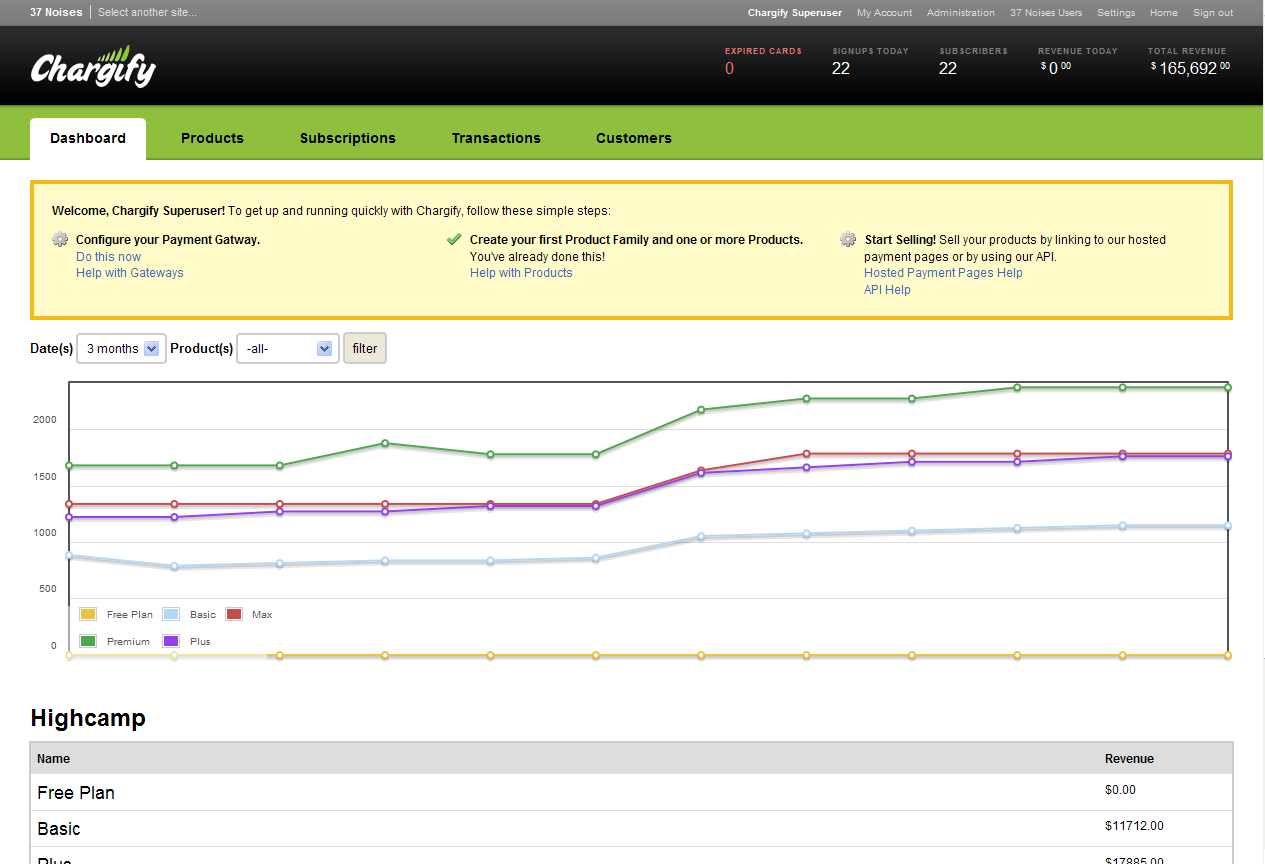 37 Noises Select another site... Chargify Superuser My Account Administration 37 Noises Users Settings Home Sign out
Chargify
EXPIRED CARDS SIGNUPS TODAY SUBSCRIBERS REVENUE TODAY TOTAL REVENUE
0 22 22 $ 0 00 $ 165,692 00
Dashboard Products Subscriptions Transactions Customers
Welcome, Chargify Superuser! To get up and running quickly with Chargify, follow these simple steps:
Configure your Payment Gatway.
Do this now
Help with Gateways
Create your first Product Family and one or more Products.
You've already done this!
Help with Products
Start Selling! Sell your products by linking to our hosted
payment pages or by using our API.
Hosted Payment Pages Help
API Help
Date(s) 3 months Product(s) -all- filter
2000
1500
1000
500
0
Free Plan Basic Max
Premium Plus
Highcamp
Name Revenue
Free Plan $0.00
Basic $11712.00
Plus $17885.00